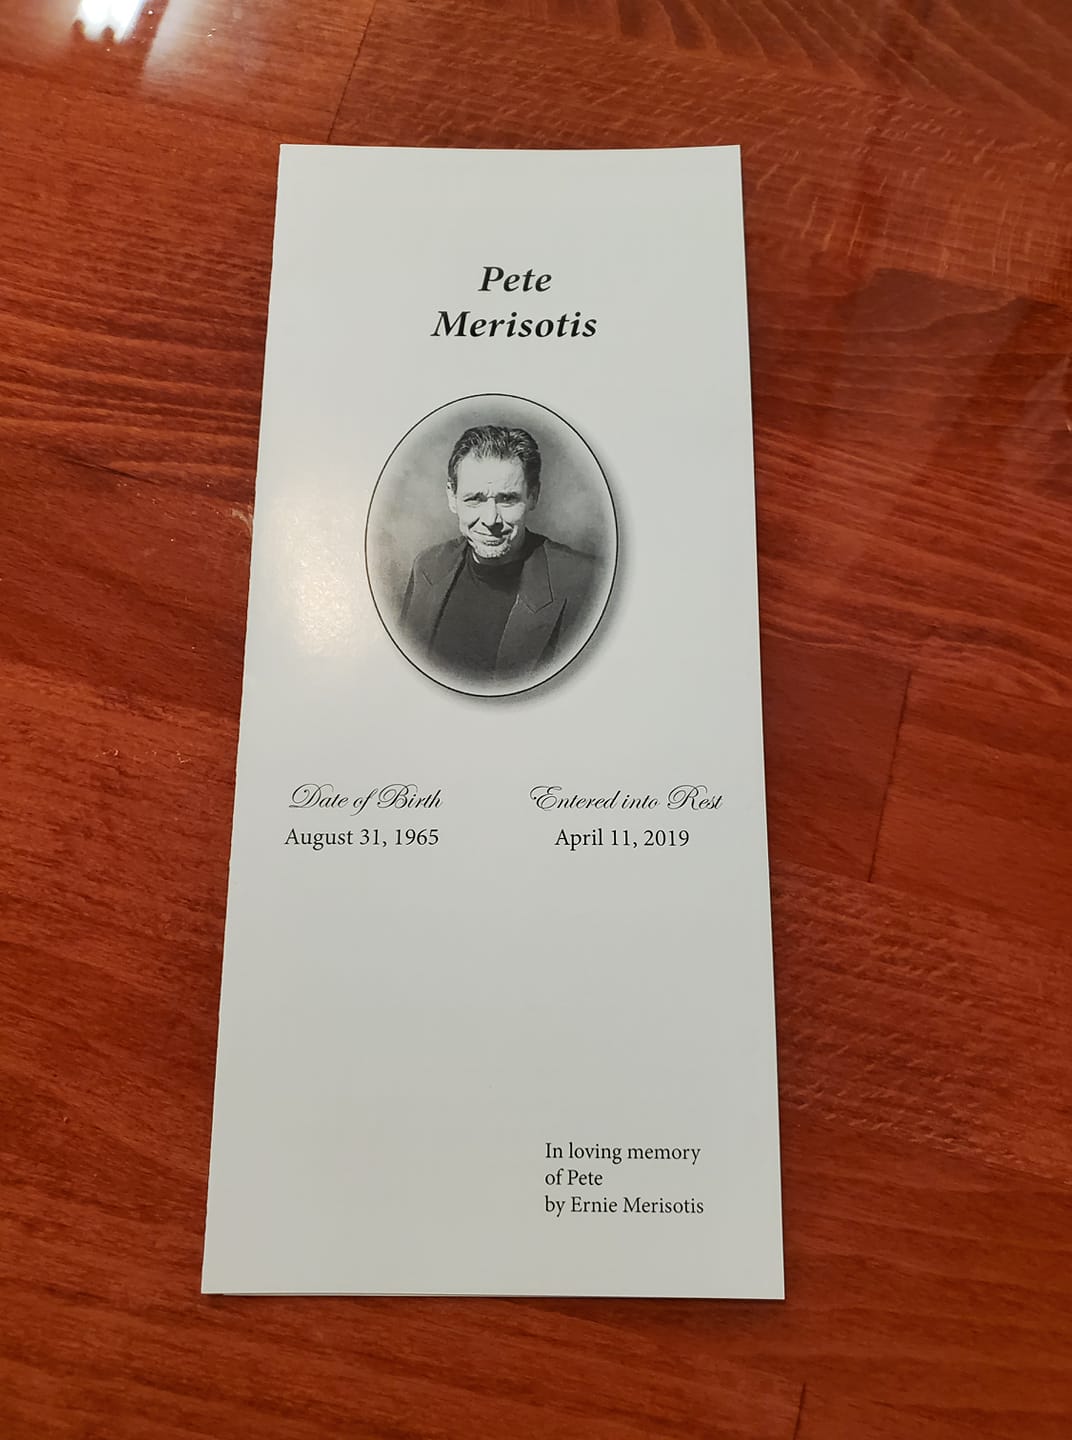 Pete
Merisotis
Date of Birth
Entered into Rest
August 31, 1965
April 11, 2019
In loving memory
of Pete
by Ernie Merisotis